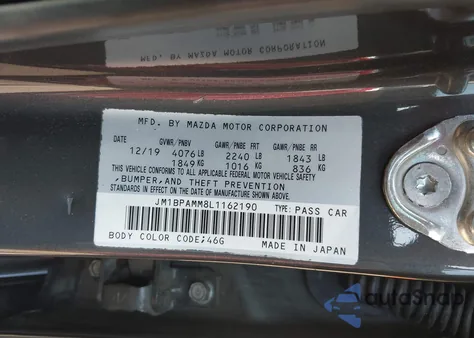 MFD. BY MAZDA MOTOR CORPORATION
DATE GVWR/PNBV GAWR/PNBE FR GAWR/PNBE RR
12/19 4076 LB 2240 LB 1843 LB
1849 KG 1016 KG 836 KG
THIS VEHICLE CONFORMS TO ALL
APPLICABLE FEDERAL MOTOR VEHICLE SAFETY
,BUMPER,AND THEFT PREVENTION
STANDARDS IN EFFECT ON THE DATE OF
MANUFACTURE SHOWN ABOVE.
JM1BPAMM8L1162190 TYPE: PASS CAR
BODY COLOR CODE;46G MADE IN JAPAN
autoSnap